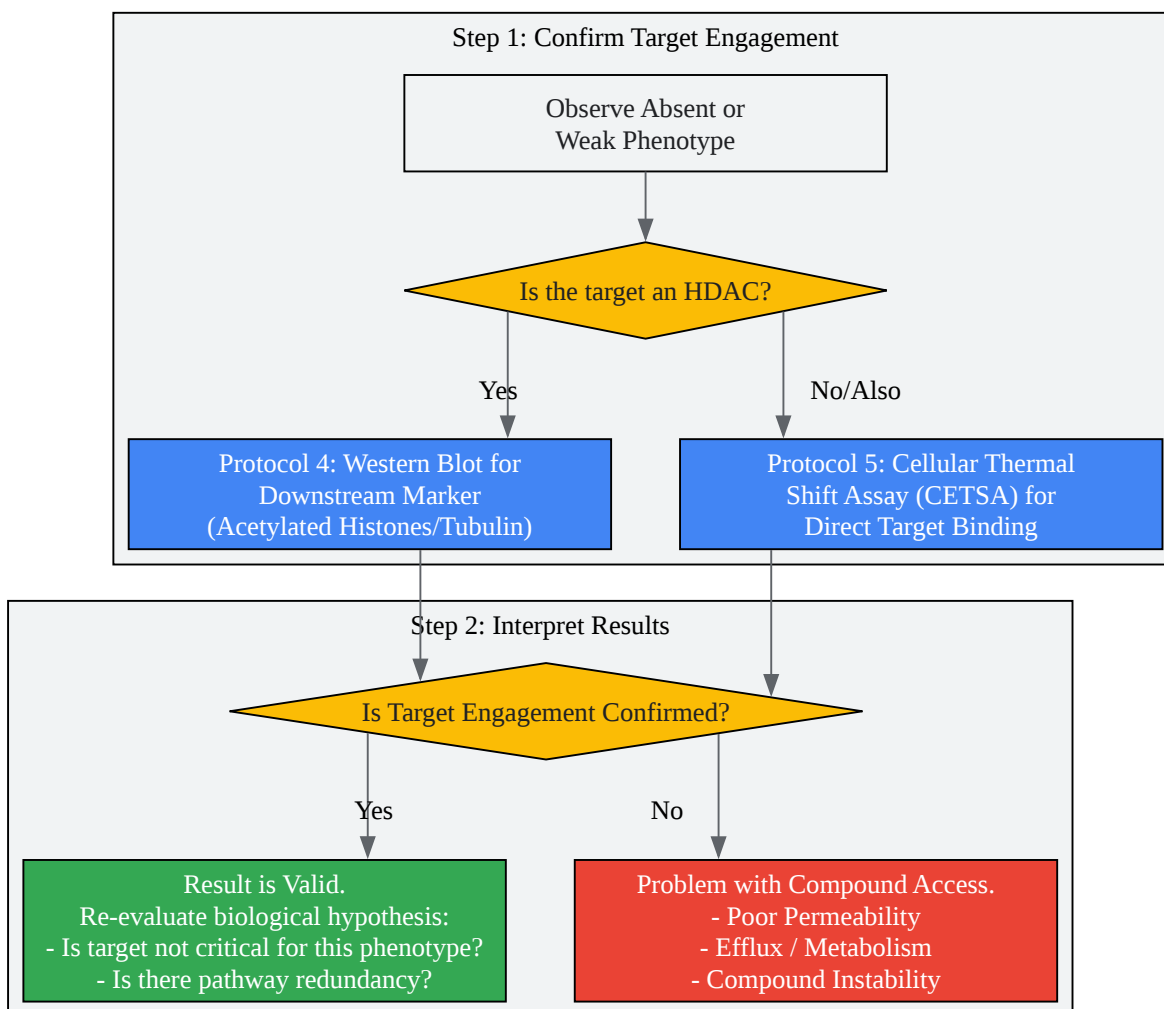 Step 1: Confirm Target Engagement
Observe Absent or
Weak Phenotype
Is the target an HDAC?
Yes
No/Also
Protocol 4: Western Blot for
Downstream Marker
(Acetylated Histones/Tubulin)
Protocol 5: Cellular Thermal
Shift Assay (CETSA) for
Direct Target Binding
Step 2: Interpret Results
Is Target Engagement Confirmed?
Yes
No
Result is Valid.
Re-evaluate biological hypothesis:
- Is target not critical for this phenotype?
- Is there pathway redundancy?
Problem with Compound Access.
- Poor Permeability
- Efflux / Metabolism
- Compound Instability